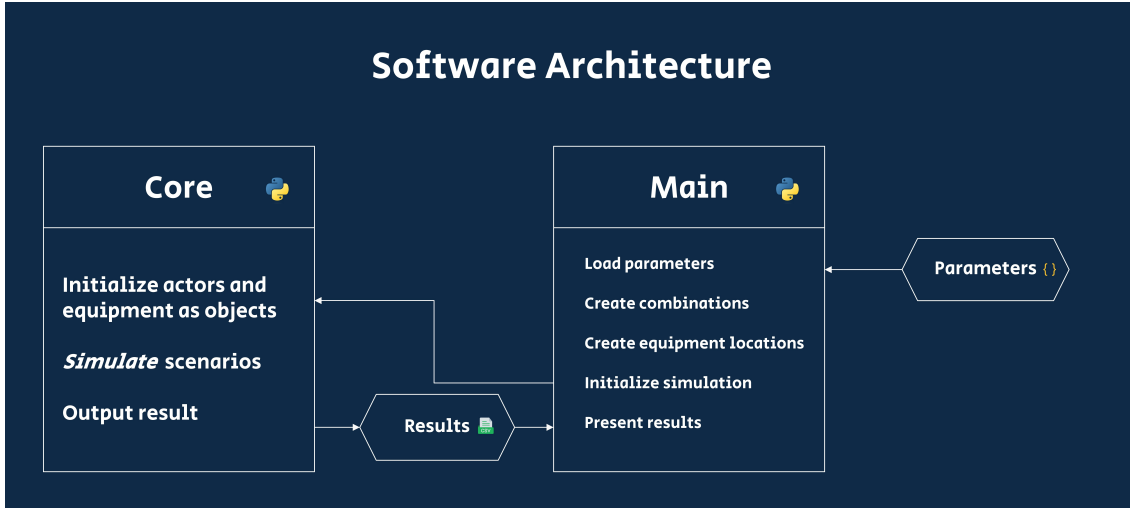 Software Architecture
Core
Initialize actors and
equipment as objects
Simulate scenarios
Output result
Results
CSV
Main
Load parameters
Create combinations
Create equipment locations
Initialize simulation
Present results
Parameters { }